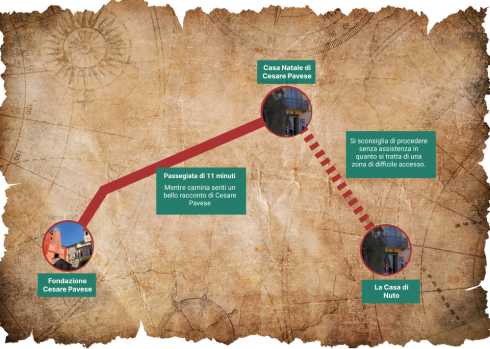 Casa Natale di
Cesare Pavese
Si sconsiglia di procedere
senza assistenza in
quanto si tratta di una
zona di difficile accesso.
Passegiata di 11 minuti
Mentre camina senti un
bello racconto di Cesare
Pavese
Fondazione
Cesare Pavese
La Casa di
Nuto